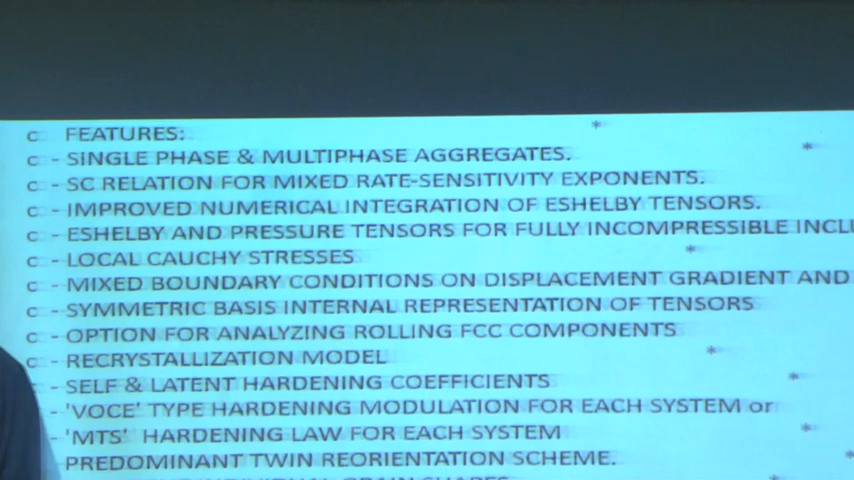 c FEATURES: *
c - SINGLE PHASE & MULTIPHASE AGGREGATES. *
c - SC RELATION FOR MIXED RATE-SENSITIVITY EXPONENTS.
c - IMPROVED NUMERICAL INTEGRATION OF ESHELBY TENSORS.
c - ESHELBY AND PRESSURE TENSORS FOR FULLY INCOMPRESSIBLE INCL
c - LOCAL CAUCHY STRESSES *
c - MIXED BOUNDARY CONDITIONS ON DISPLACEMENT GRADIENT AND
c - SYMMETRIC BASIS INTERNAL REPRESENTATION OF TENSORS
c - OPTION FOR ANALYZING ROLLING FCC COMPONENTS
c - RECRYSTALLIZATION MODEL *
- SELF & LATENT HARDENING COEFFICIENTS *
- 'VOCE' TYPE HARDENING MODULATION FOR EACH SYSTEM or
- 'MTS' HARDENING LAW FOR EACH SYSTEM *
PREDOMINANT TWIN REORIENTATION SCHEME. *
INDIVIDUAL GRAIN SHAPES *